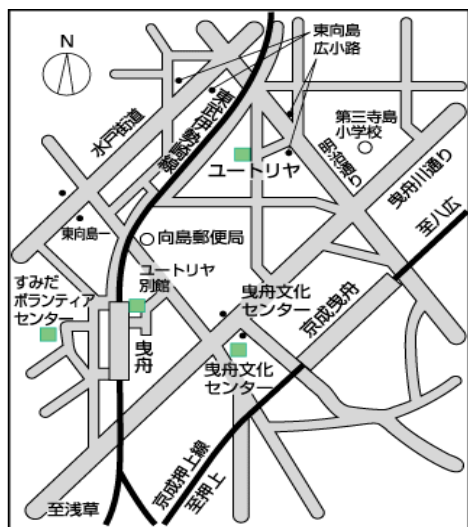 N
東向島
広小路
水戸街道
東武伊勢崎線
第三寺島
小学校
明治通り
曳舟川通り
ユートリヤ
至八広
東向島一
向島郵便局
すみだ
ボランティア
センター
ユートリヤ
別館
曳舟
曳舟文化
センター
京成曳舟
曳舟文化
センター
京成押上線
至押上
至浅草